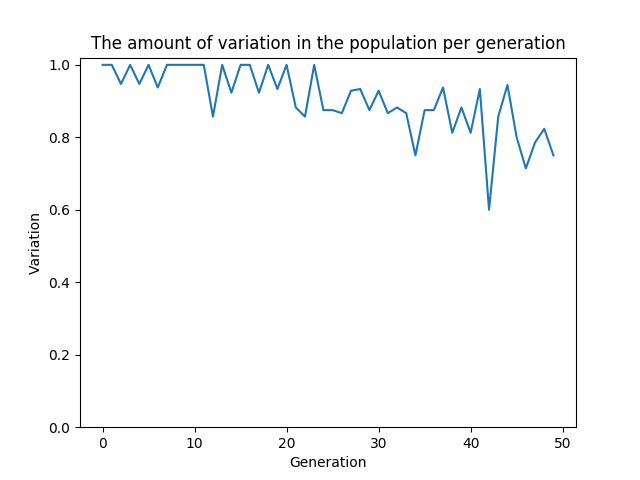 The amount of variation in the population per generation
1.0
0.8
0.6
0.4
0.2
0.0
Variation
0 10 20 30 40 50
Generation